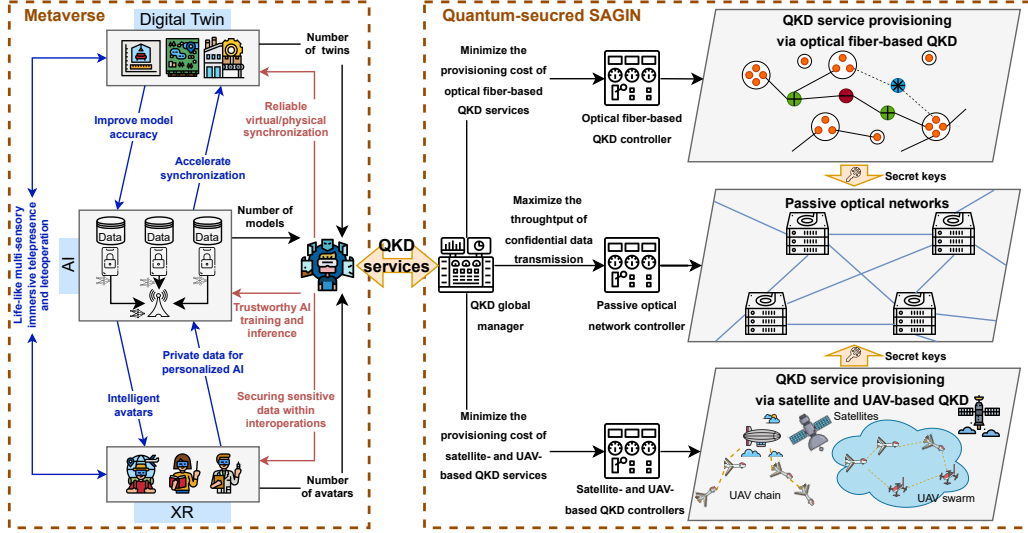 Metaverse
Digital Twin
Number
of twins
Improve model
accuracy
Accelerate
synchronization
Reliable
virtual/physical
synchronization
Life-like multi-sensory
immersive telepresence
and leteoperation
AI
Data
Data
Data
Number of
models
Trustworthy AI
training and
inference
Private data for
personalized AI
Intelligent
avatars
Securing sensitive
data within
interoperations
Number
of avatars
XR
QKD
services
Quantum-seucred SAGIN
Minimize the
provisioning cost of
optical fiber-based
QKD services
Optical fiber-based
QKD controller
QKD service provisioning
via optical fiber-based QKD
Secret keys
Maximize the
throughtput of
confidential data
transmission
QKD global
manager
Passive optical
network controller
Passive optical networks
Secret keys
Minimize the
provisioning cost of
satellite- and UAV-
based QKD services
Satellite- and UAV-
based QKD controllers
QKD service provisioning
via satellite and UAV-based QKD
Satellites
UAV chain
UAV swarm